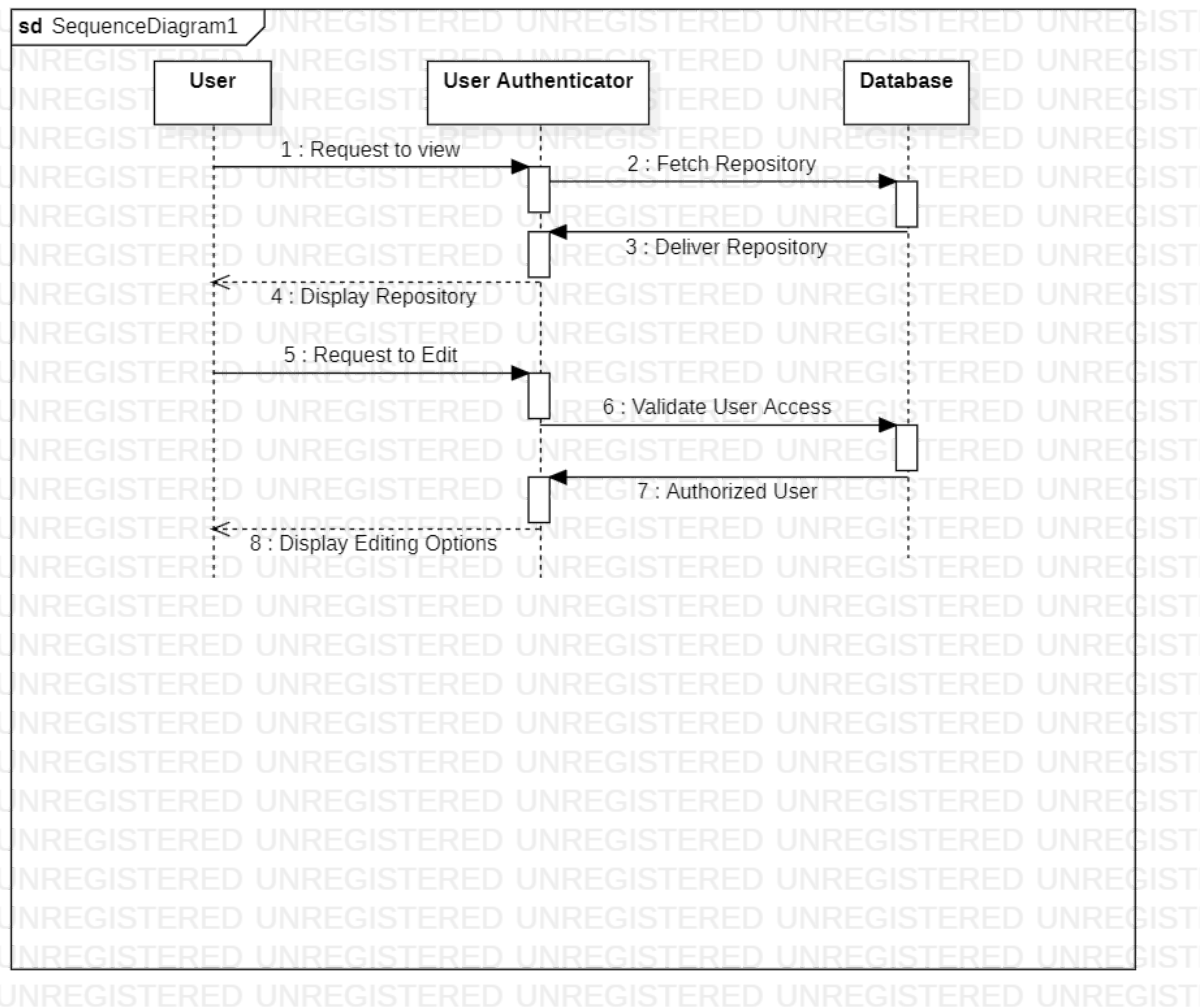 sd SequenceDiagram1
User
User Authenticator
Database
1 : Request to view
2 : Fetch Repository
3 : Deliver Repository
4 : Display Repository
5 : Request to Edit
6 : Validate User Access
7 : Authorized User
8 : Display Editing Options
UNREGISTERED